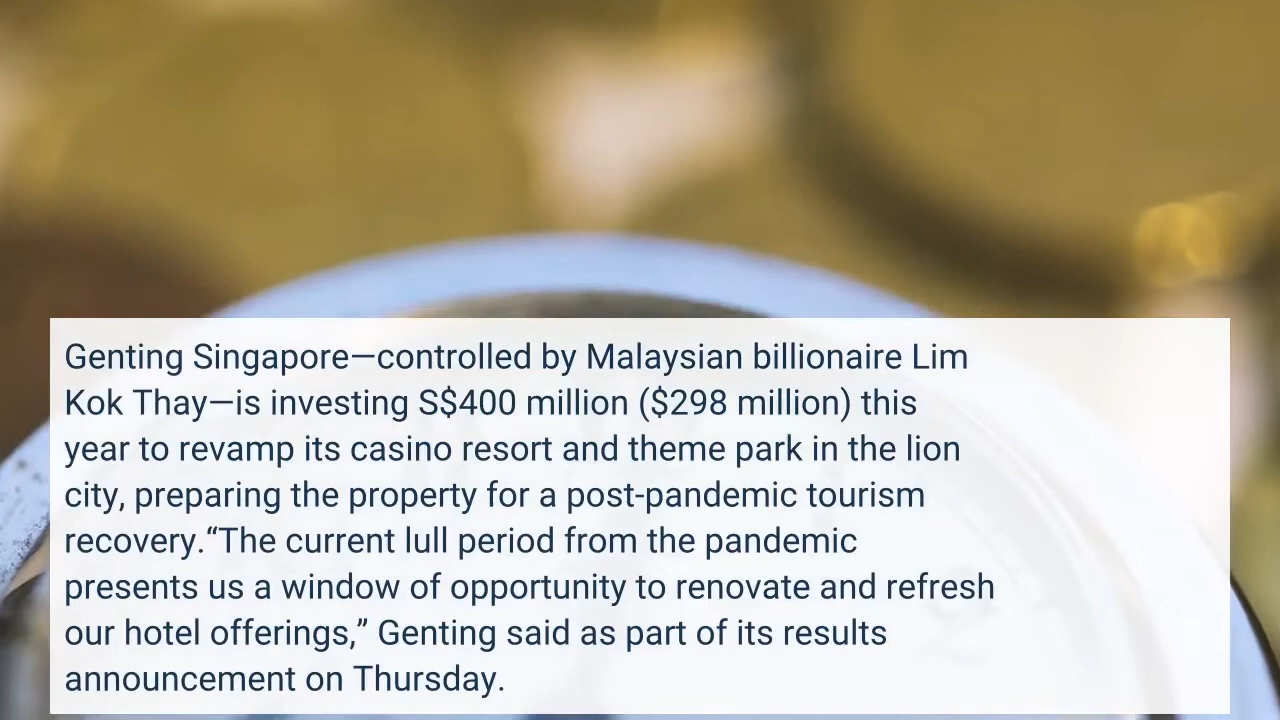 Genting Singapore—controlled by Malaysian billionaire Lim
Kok Thay—is investing S$400 million ($298 million) this
year to revamp its casino resort and theme park in the lion
city, preparing the property for a post-pandemic tourism
recovery.“The current lull period from the pandemic
presents us a window of opportunity to renovate and refresh
our hotel offerings,” Genting said as part of its results
announcement on Thursday.